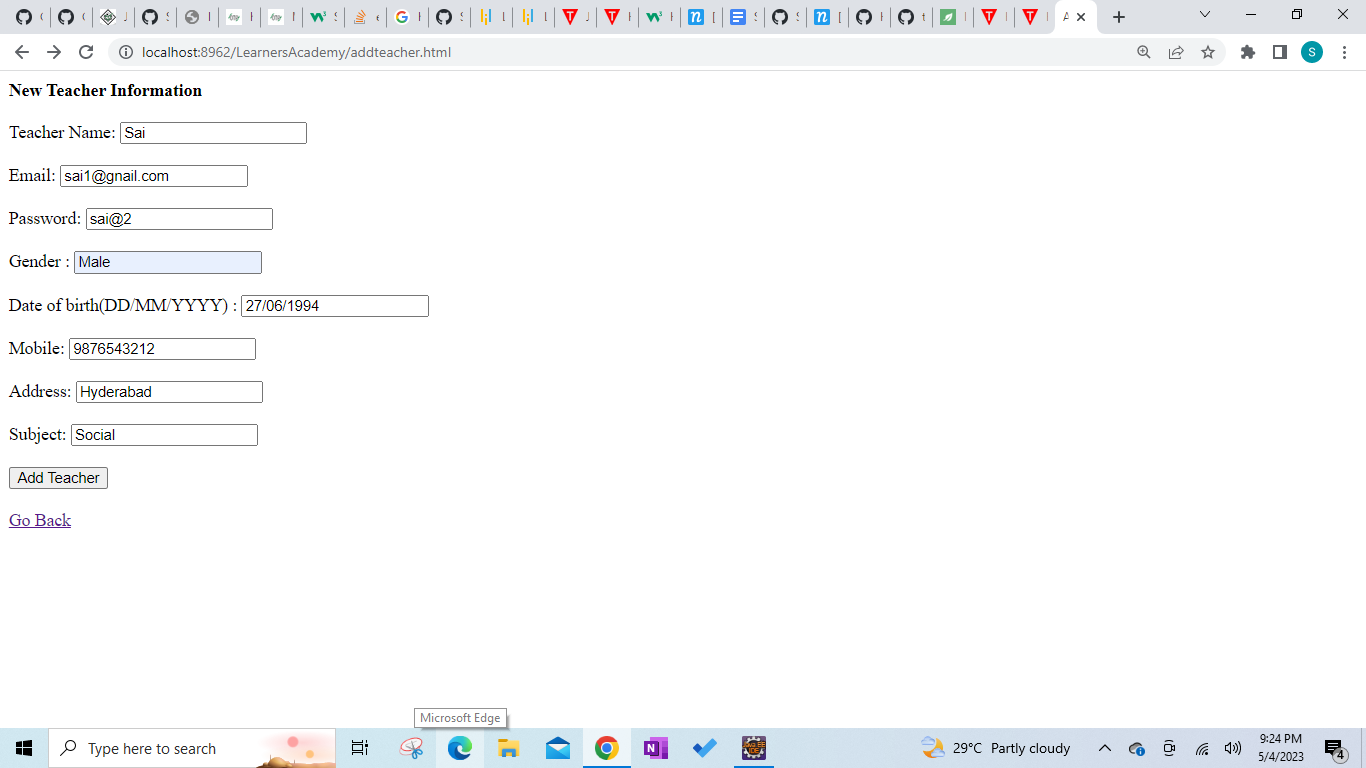 localhost:8962/LearnersAcademy/addteacher.html
S
New Teacher Information
Teacher Name: Sai
Email: sai1@gnail.com
Password: sai@2
Gender : Male
Date of birth(DD/MM/YYYY) : 27/06/1994
Mobile: 9876543212
Address: Hyderabad
Subject: Social
Add Teacher
Go Back
Microsoft Edge
Type here to search
29°C Partly cloudy
9:24 PM
5/4/2023
4